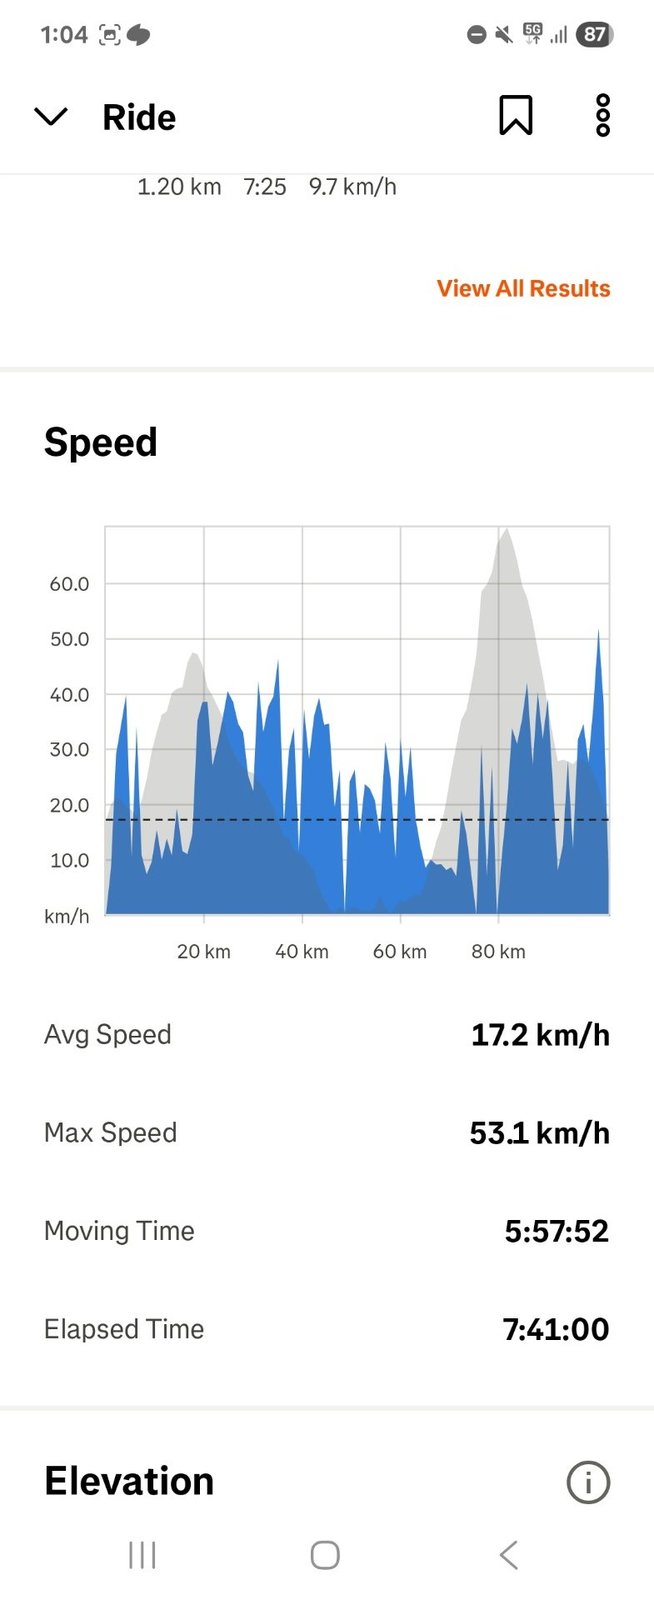 1:04 5G 87
Ride
1.20 km 7:25 9.7 km/h
View All Results
Speed
60.0
50.0
40.0
30.0
20.0
10.0
km/h
20 km 40 km 60 km 80 km
Avg Speed 17.2 km/h
Max Speed 53.1 km/h
Moving Time 5:57:52
Elapsed Time 7:41:00
Elevation i